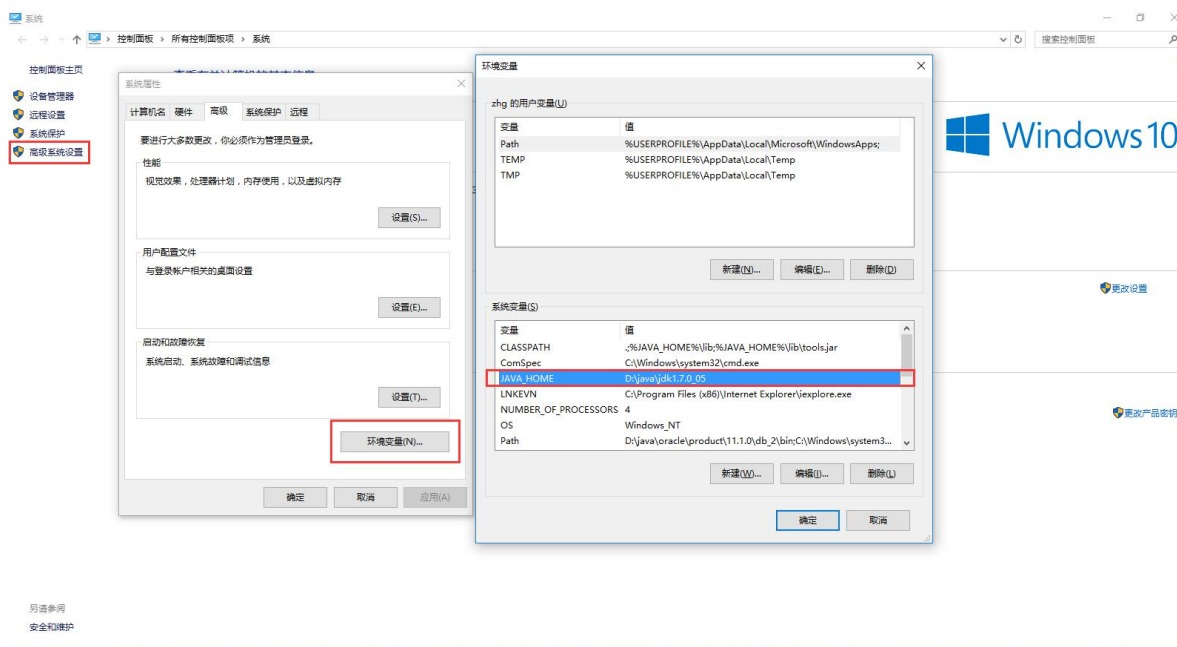 系统
控制面板 › 所有控制面板项 › 系统
搜索控制面板
控制面板主页
设备管理器
远程设置
系统保护
高级系统设置
系统属性
计算机名 硬件 高级 系统保护 远程
要进行大多数更改，你必须作为管理员登录。
性能
视觉效果，处理器计划，内存使用，以及虚拟内存
设置(S)...
用户配置文件
与登录帐户相关的桌面设置
设置(E)...
启动和故障恢复
系统启动、系统故障和调试信息
设置(T)...
环境变量(N)...
确定 取消 应用(A)
环境变量
zhg 的用户变量(U)
变量 值
Path %USERPROFILE%\AppData\Local\Microsoft\WindowsApps;
TEMP %USERPROFILE%\AppData\Local\Temp
TMP %USERPROFILE%\AppData\Local\Temp
新建(N)... 编辑(E)... 删除(D)
系统变量(S)
变量 值
CLASSPATH .;%JAVA_HOME%\lib;%JAVA_HOME%\lib\tools.jar
ComSpec C:\Windows\system32\cmd.exe
JAVA_HOME D:\java\jdk1.7.0_05
LNKEVN C:\Program Files (x86)\Internet Explorer\iexplore.exe
NUMBER_OF_PROCESSORS 4
OS Windows_NT
Path D:\java\oracle\product\11.1.0\db_2\bin;C:\Windows\system3...
新建(W)... 编辑(I)... 删除(L)
确定 取消
Windows 10
更改设置
更改产品密钥
另请参阅
安全和维护